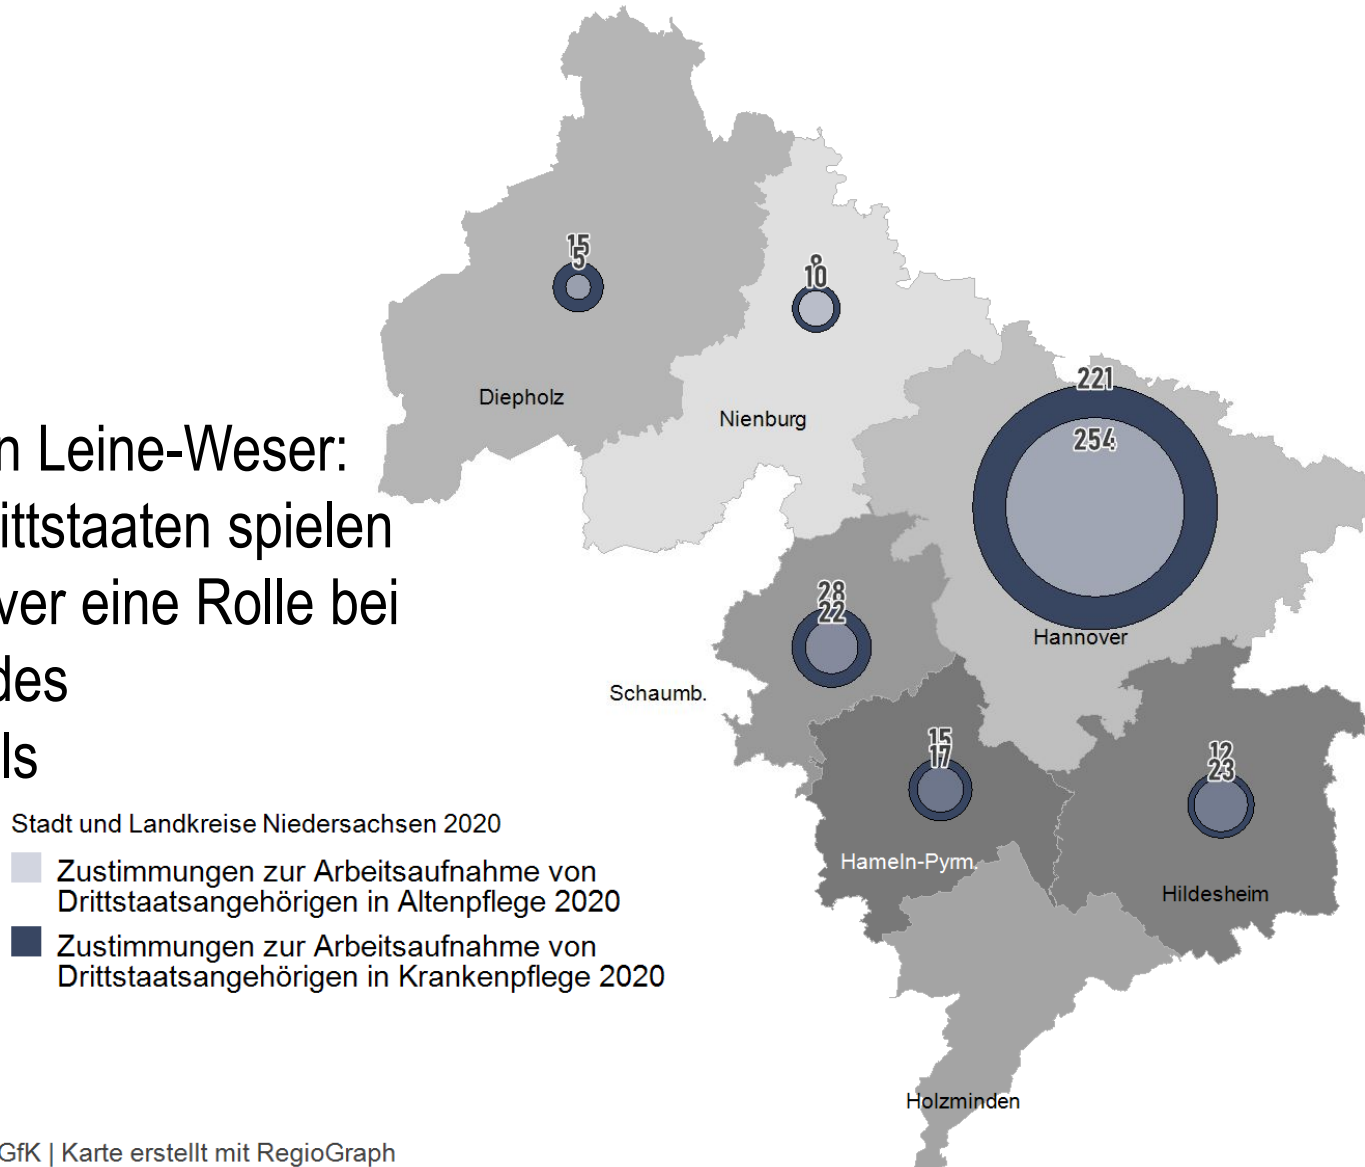 15
5
10
Diepholz
Nienburg
221
254
n Leine-Weser:
ittstaaten spielen
ver eine Rolle bei
des
ls
28
22
Hannover
Schaumb.
15
17
12
23
Stadt und Landkreise Niedersachsen 2020
Zustimmungen zur Arbeitsaufnahme von
Drittstaatsangehörigen in Altenpflege 2020
Zustimmungen zur Arbeitsaufnahme von
Drittstaatsangehörigen in Krankenpflege 2020
Hameln-Pyrm.
Hildesheim
Holzminden
GfK | Karte erstellt mit RegioGraph